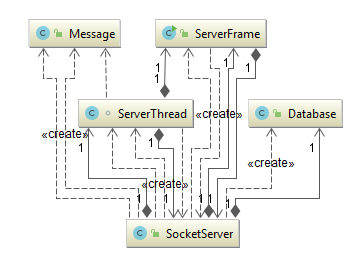 Message
ServerFrame
1
1
1
1
ServerThread
Database
«create»
«create»
1
1
1
1
1
«create»
«create»
1
1
1
1
SocketServer